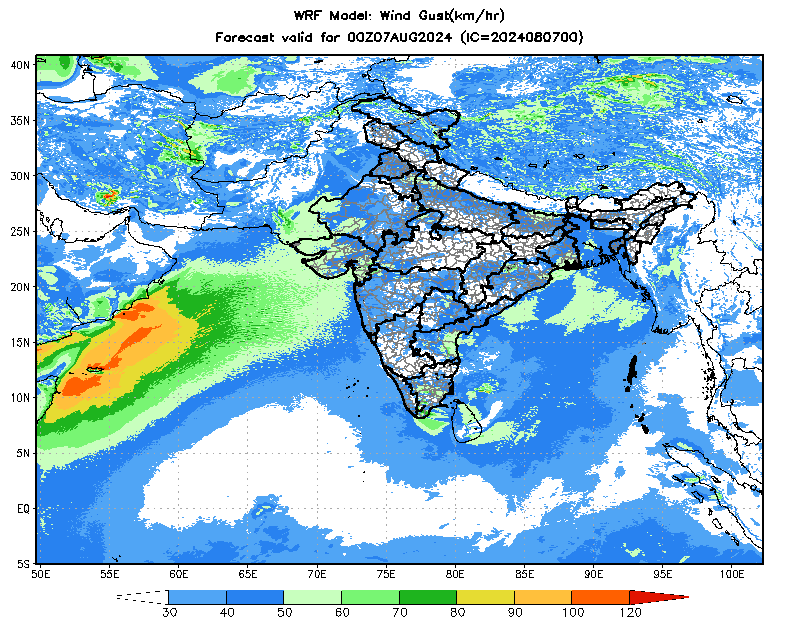 WRF Model: Wind Gust(km/hr)
Forecast valid for 00Z07AUG2024 (IC=2024080700)
40N
35N
30N
25N
20N
15N
10N
5N
EQ
5S
50E 55E 60E 65E 70E 75E 80E 85E 90E 95E 100E
30 40 50 60 70 80 90 100 120